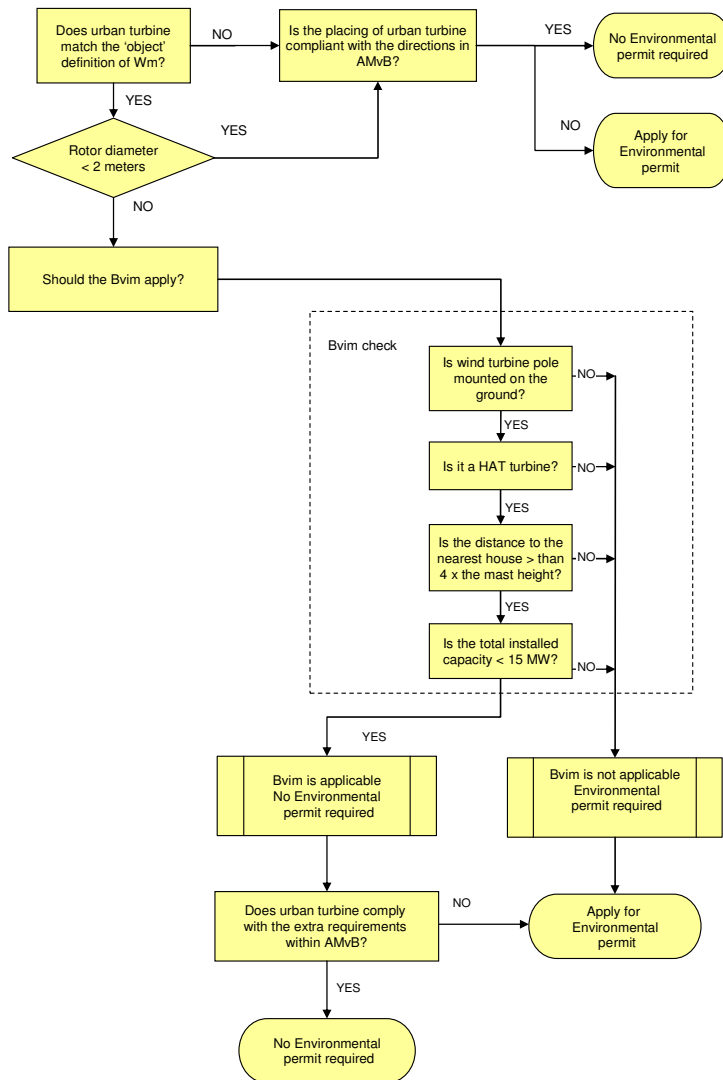 Does urban turbine
match the ‘object’
definition of Wm?
NO
Is the placing of urban turbine
compliant with the directions in
AMvB?
YES
No Environmental
permit required
YES
Rotor diameter
< 2 meters
YES
NO
Apply for
Environmental
permit
NO
Should the Bvim apply?
Bvim check
Is wind turbine pole
mounted on the
ground?
NO
YES
Is it a HAT turbine?
NO
YES
Is the distance to the
nearest house > than
4 x the mast height?
NO
YES
Is the total installed
capacity < 15 MW?
NO
YES
Bvim is applicable
No Environmental
permit required
Bvim is not applicable
Environmental
permit required
Does urban turbine comply
with the extra requirements
within AMvB?
NO
Apply for
Environmental
permit
YES
No Environmental
permit required